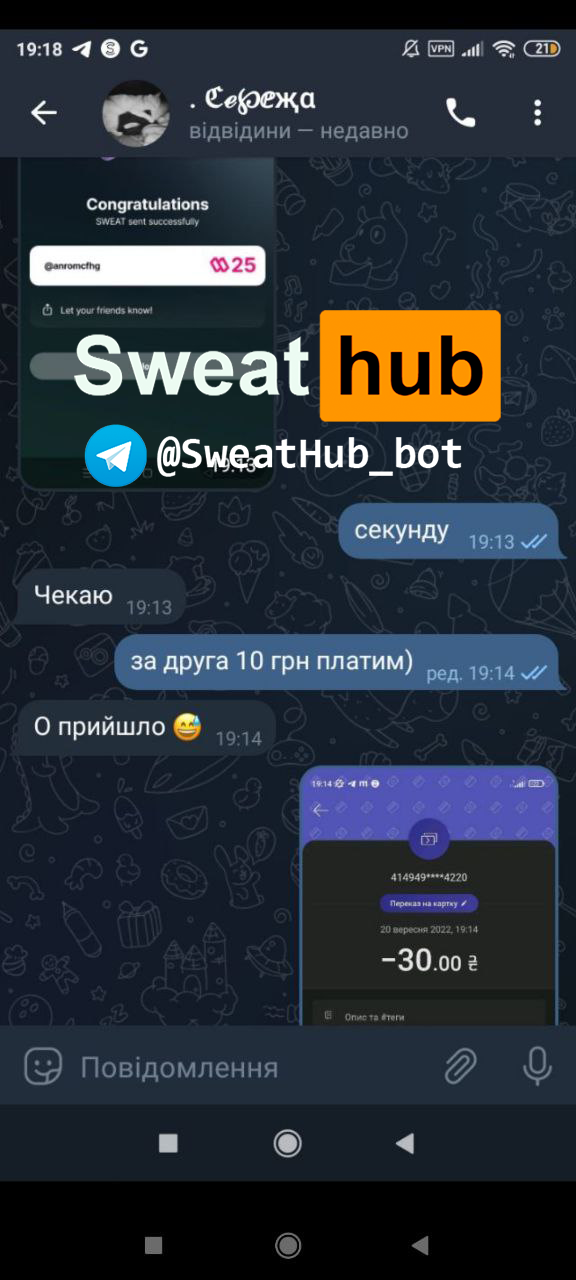 19:18
VPN
21
. ℭℯ℘ℯжα
відвідини — недавно
Congratulations
SWEAT sent successfully
@anromcfhg
25
Let your friends know!
Sweat hub
@SweatHub_bot
19:13
секунду 19:13
Чекаю 19:13
за друга 10 грн платим) ред. 19:14
О прийшло 😅 19:14
19:14
414949****4220
Переказ на картку
20 вересня 2022, 19:14
−30.00 ₴
Опис та #теги
Повідомлення